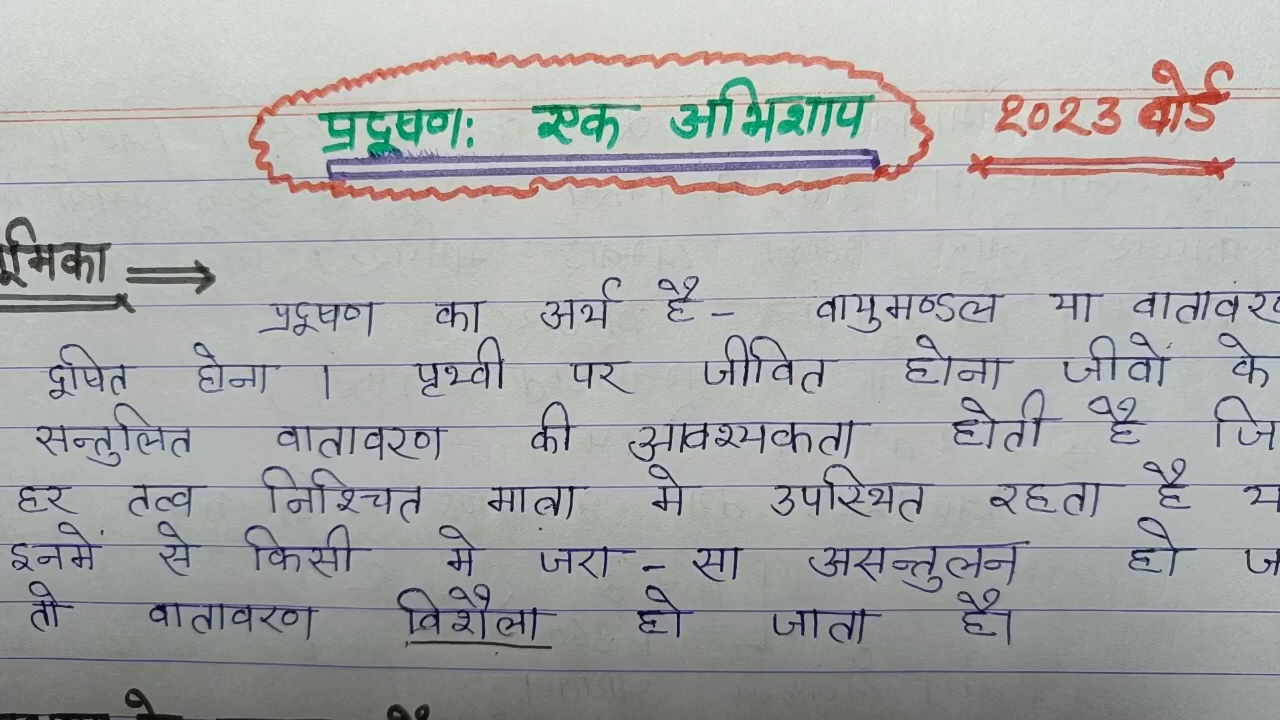 प्रदूषण: एक अभिशाप 2023 बोर्ड
प्रदूषण का अर्थ है- वायुमण्डल या
दूषित होना । पृथ्वी पर जीवित होना जीवों के
सन्तुलित वातावरण की आवश्यकता होती है
हर तत्व निश्चित मात्रा मे उपस्थित रहता है
इनमें से किसी मे जरा-सा असन्तुलन हो
तो वातावरण विशैला हो जाता है।